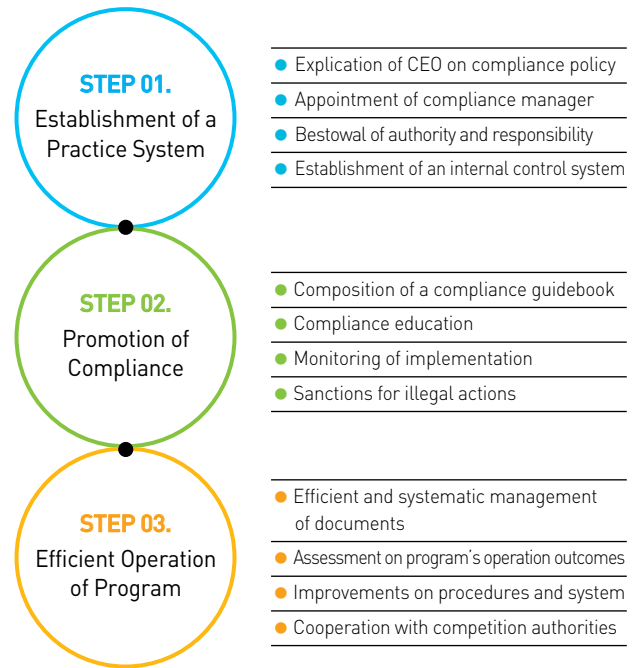 STEP 01.
Establishment of a
Practice System
Explication of CEO on compliance policy
Appointment of compliance manager
Bestowal of authority and responsibility
Establishment of an internal control system
STEP 02.
Promotion of
Compliance
Composition of a compliance guidebook
Compliance education
Monitoring of implementation
Sanctions for illegal actions
STEP 03.
Efficient Operation
of Program
Efficient and systematic management
of documents
Assessment on program's operation outcomes
Improvements on procedures and system
Cooperation with competition authorities